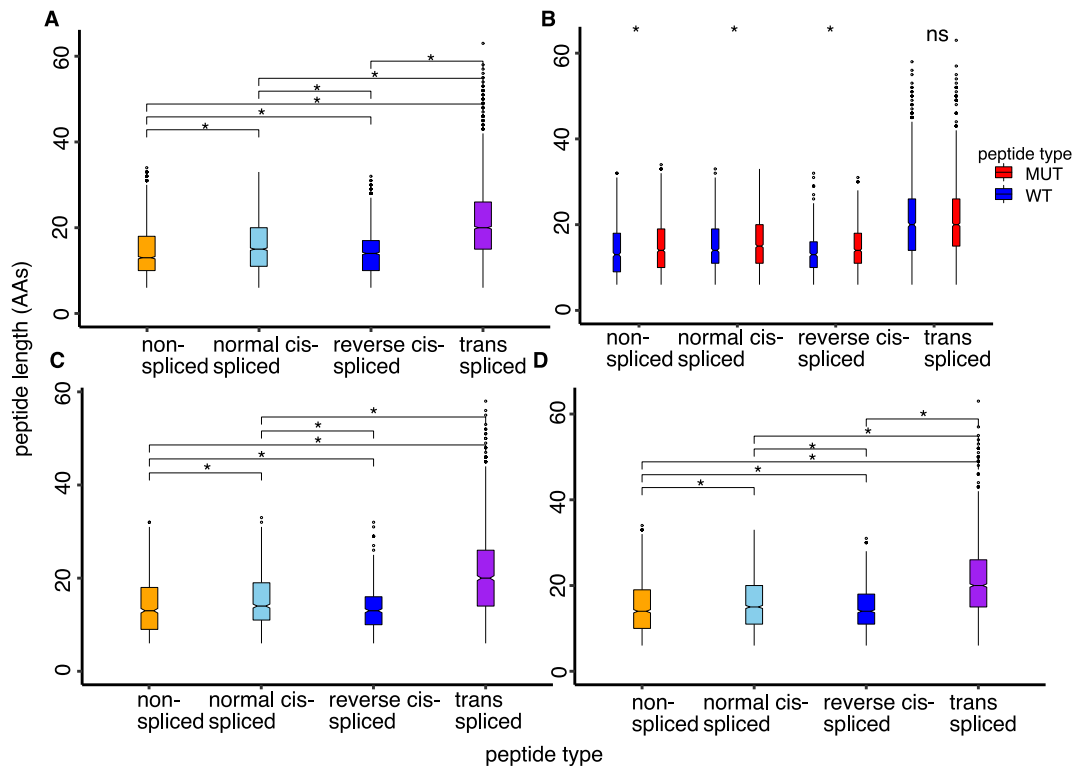 A
60
40
20
0
*
*
*
*
*
*
non-
spliced
normal cis-
spliced
reverse cis-
spliced
trans
spliced
B
60
40
20
0
*
*
*
ns
peptide type
MUT
WT
non-
spliced
normal cis-
spliced
reverse cis-
spliced
trans
spliced
peptide length (AAs)
C
60
40
20
0
*
*
*
*
*
non-
spliced
normal cis-
spliced
reverse cis-
spliced
trans
spliced
D
60
40
20
0
*
*
*
*
*
*
non-
spliced
normal cis-
spliced
reverse cis-
spliced
trans
spliced
peptide type